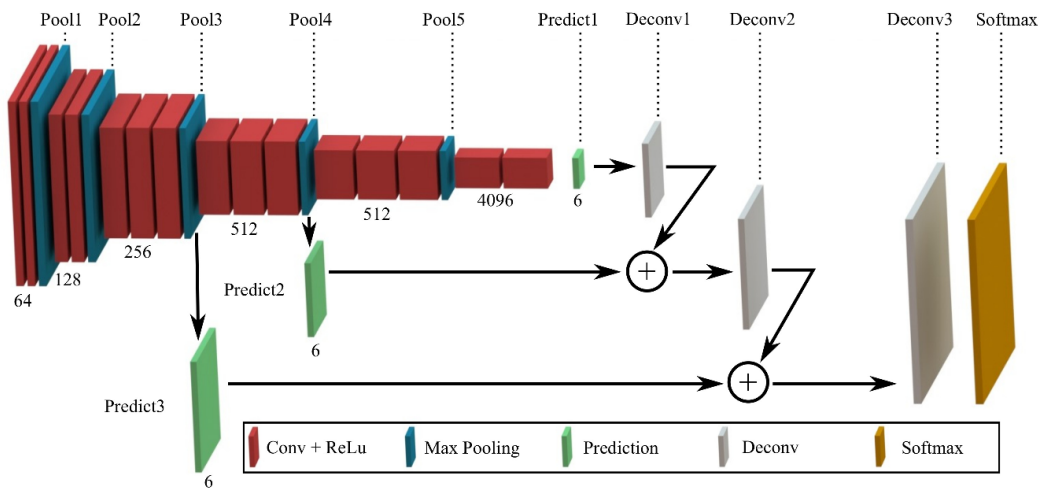 Pool1 Pool2 Pool3 Pool4 Pool5 Predict1 Deconv1 Deconv2 Deconv3 Softmax
64
128
256
512
512
4096
6
Predict2
6
Predict3
6
Conv + ReLu Max Pooling Prediction Deconv Softmax